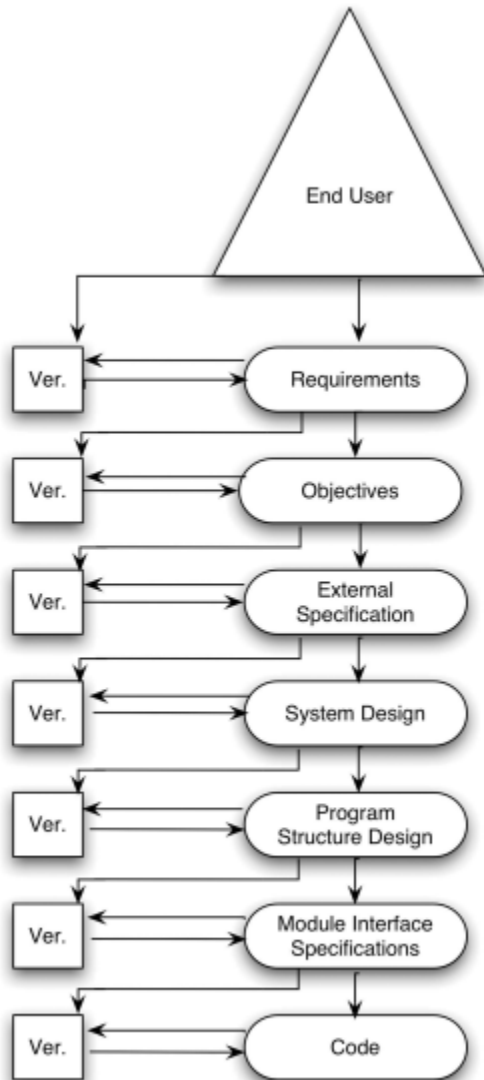 End User
Ver.
Requirements
Ver.
Objectives
Ver.
External
Specification
Ver.
System Design
Ver.
Program
Structure Design
Ver.
Module Interface
Specifications
Ver.
Code